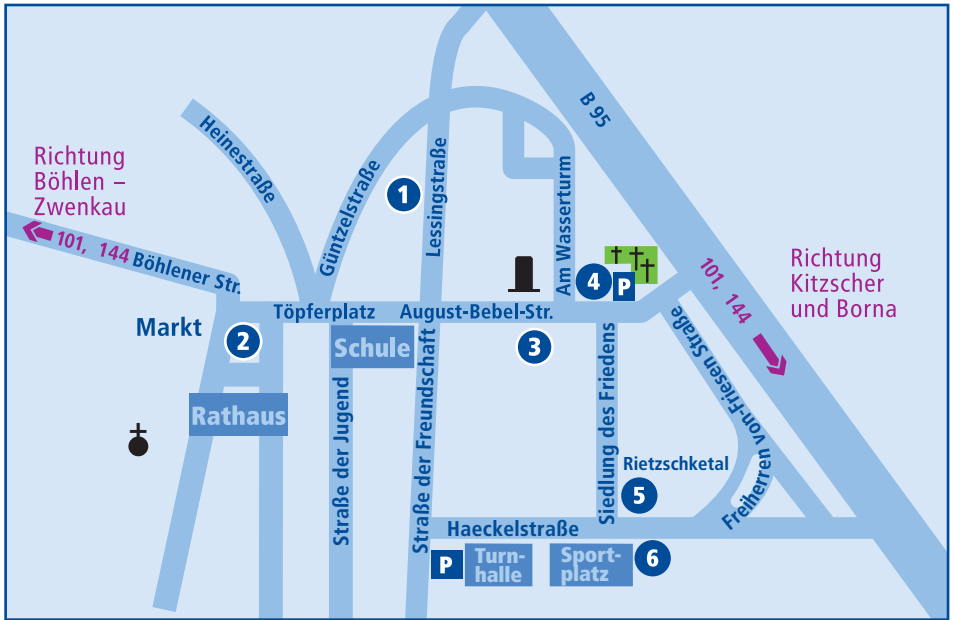 B 95
Heinestraße
Richtung
Böhlen –
Zwenkau
Güntzelstraße
1
Lessingstraße
Am Wasserturm
101, 144 Böhlener Str.
4
P
101, 144
Richtung
Kitzscher
und Borna
Töpferplatz
August-Bebel-Str.
Markt
2
Schule
3
Siedlung des Friedens
Freiherren von-Friesen Straße
Rathaus
Straße der Jugend
Straße der Freundschaft
Rietzschketal
5
Haeckelstraße
P
Turn-
halle
Sport-
platz
6